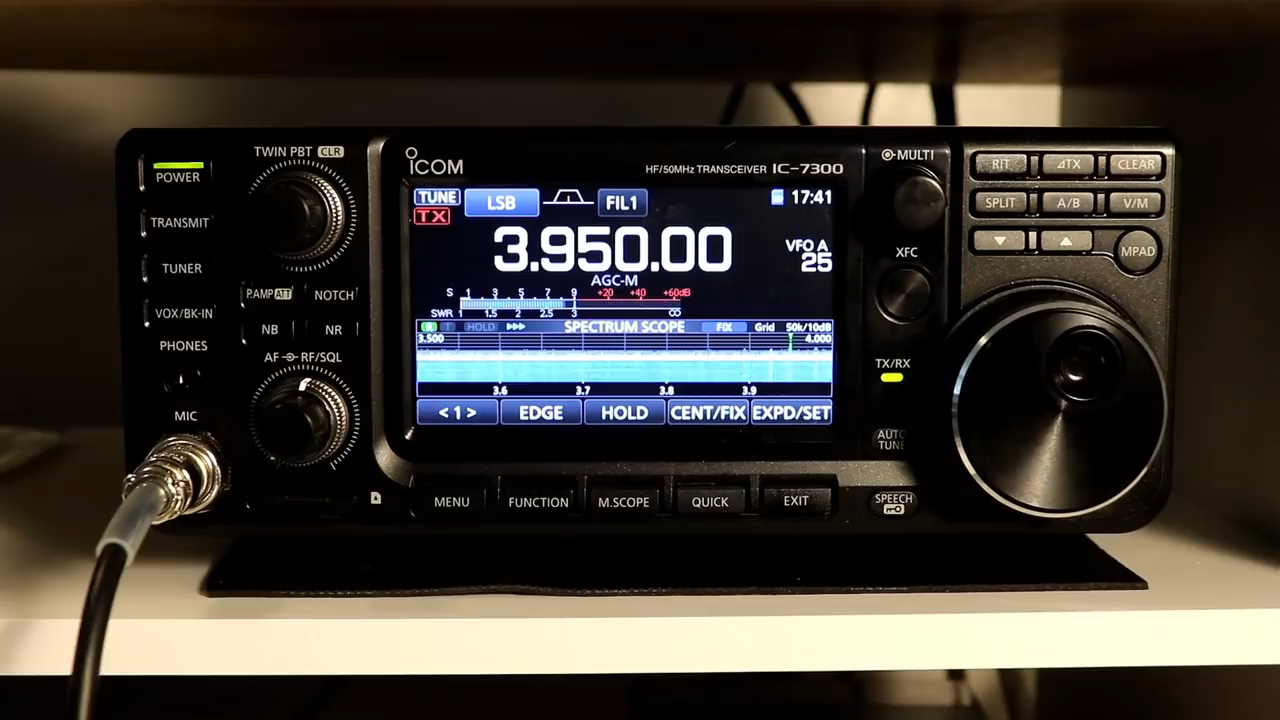 POWER
TRANSMIT
TUNER
VOX/BK-IN
PHONES
MIC
TWIN PBT CLR
P.AMP ATT NOTCH
NB NR
AF RF/SQL
ICOM
HF/50MHz TRANSCEIVER IC-7300
TUNE LSB FIL1 17:41
TX
3.950.00
VFO A
25
AGC-M
S 1 3 5 7 9 +20 +40 +60dB
SWR 1 1.5 2 2.5 3 ∞
R T HOLD SPECTRUM SCOPE FIX Grid 50k/10dB
3.500 4.000
3.6 3.7 3.8 3.9
< 1 > EDGE HOLD CENT/FIX EXPD/SET
MENU FUNCTION M.SCOPE QUICK EXIT
MULTI
XFC
TX/RX
AUTO
TUNE
SPEECH
RIT ⊿TX CLEAR
SPLIT A/B V/M
MPAD